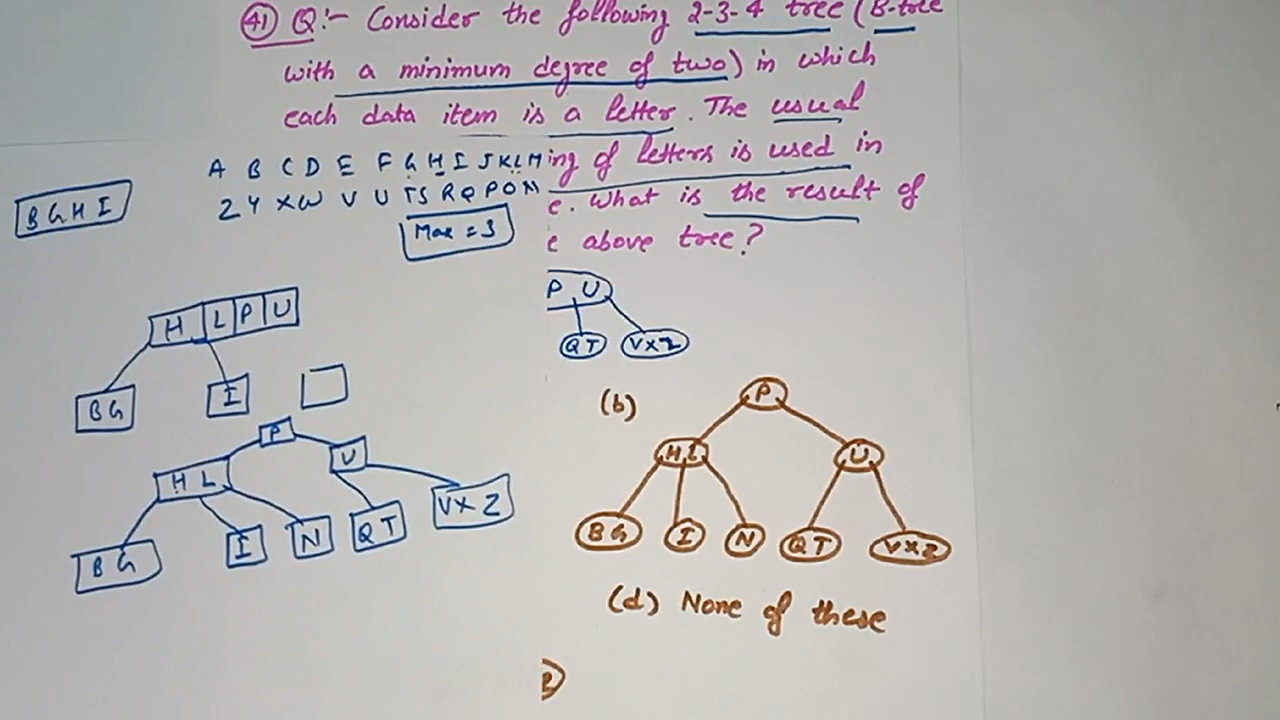 41) Q:- Consider the following 2-3-4 tree (B-tree
with a minimum degree of two) in which
each data item is a letter. The usual
A B C D E F G H I J K L M ing of letters is used in
Z Y X W V U T S R Q P O N e. What is the result of
B G H I
Max = 3
e above tree?
P U
H L P U
Q T V X Z
B G I
(b) P
P
H L U
H L U
B G I N Q T V X Z
B G I N Q T V X Z
(d) None of these